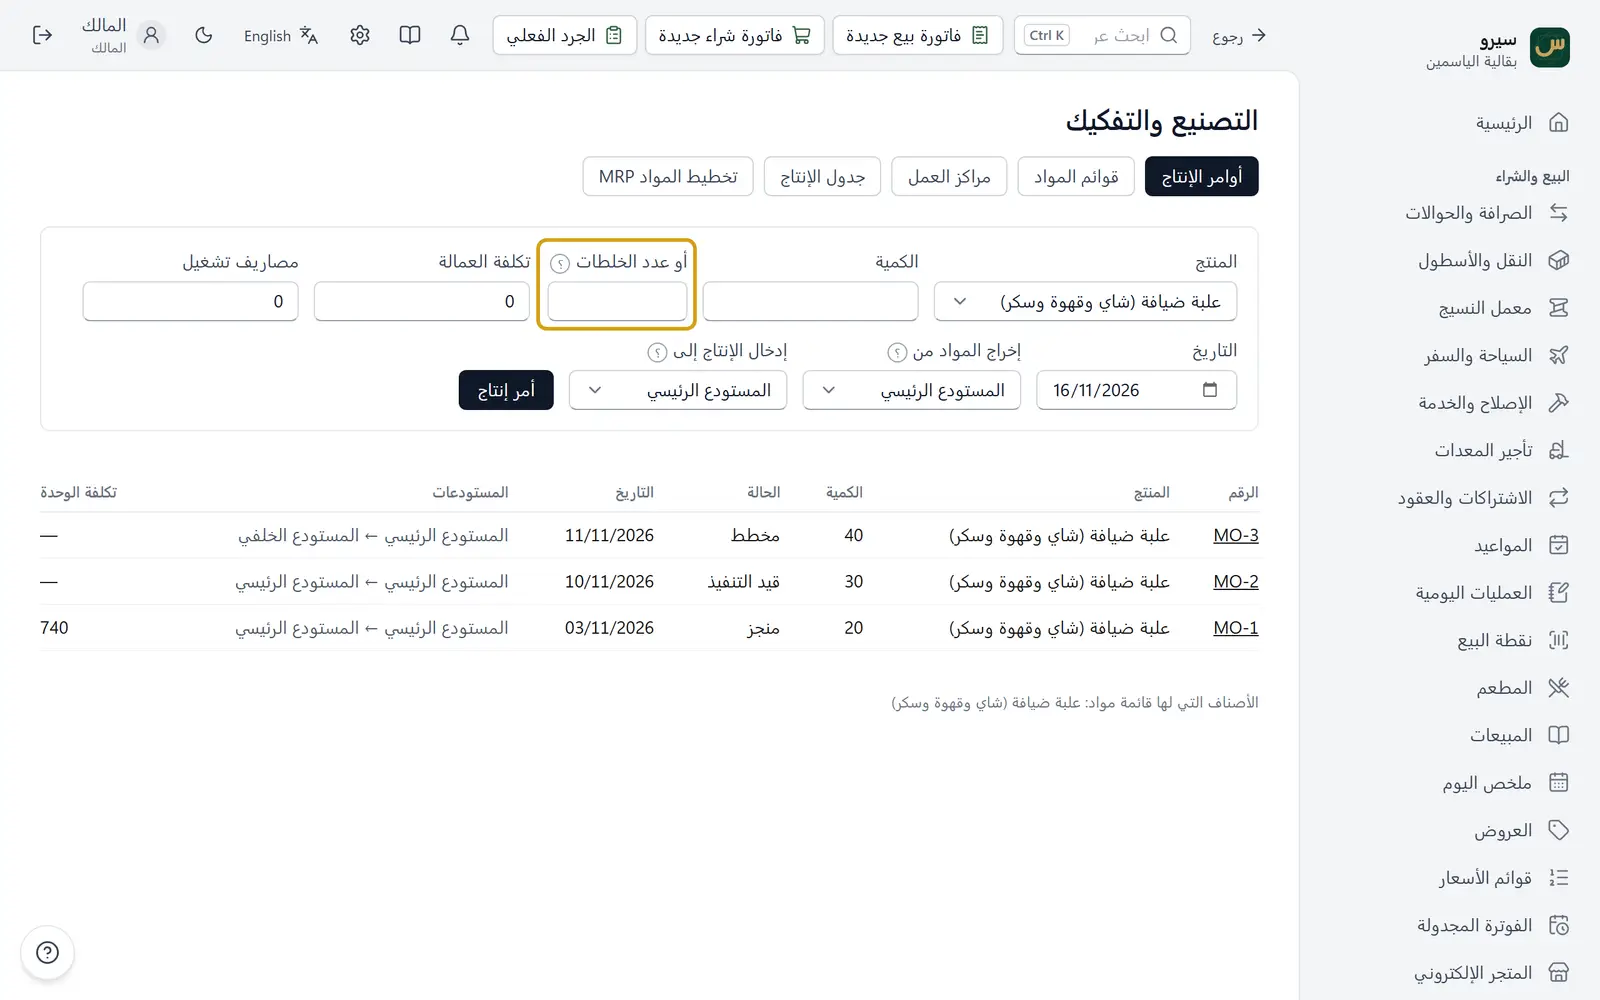 سيرو
بقالية الياسمين
الرئيسية
البيع والشراء
الصرافة والحوالات
النقل والأسطول
معمل النسيج
السياحة والسفر
الإصلاح والخدمة
تأجير المعدات
الاشتراكات والعقود
المواعيد
العمليات اليومية
نقطة البيع
المطعم
المبيعات
ملخص اليوم
العروض
قوائم الأسعار
الفوترة المجدولة
المتجر الإلكتروني
رجوع
ابحث عر Ctrl K
فاتورة بيع جديدة
فاتورة شراء جديدة
الجرد الفعلي
English
المالك
المالك
التصنيع والتفكيك
أوامر الإنتاج
قوائم المواد
مراكز العمل
جدول الإنتاج
تخطيط المواد MRP
المنتج الكمية أو عدد الخلطات ؟ تكلفة العمالة مصاريف تشغيل
علبة ضيافة (شاي وقهوة وسكر) 0 0
التاريخ إخراج المواد من ؟ إدخال الإنتاج إلى ؟
16/11/2026 المستودع الرئيسي المستودع الرئيسي أمر إنتاج
الرقم المنتج الكمية الحالة التاريخ المستودعات تكلفة الوحدة
MO-3 علبة ضيافة (شاي وقهوة وسكر) 40 مخطط 11/11/2026 المستودع الرئيسي ← المستودع الخلفي —
MO-2 علبة ضيافة (شاي وقهوة وسكر) 30 قيد التنفيذ 10/11/2026 المستودع الرئيسي ← المستودع الرئيسي —
MO-1 علبة ضيافة (شاي وقهوة وسكر) 20 منجز 03/11/2026 المستودع الرئيسي ← المستودع الرئيسي 740
الأصناف التي لها قائمة مواد: علبة ضيافة (شاي وقهوة وسكر)